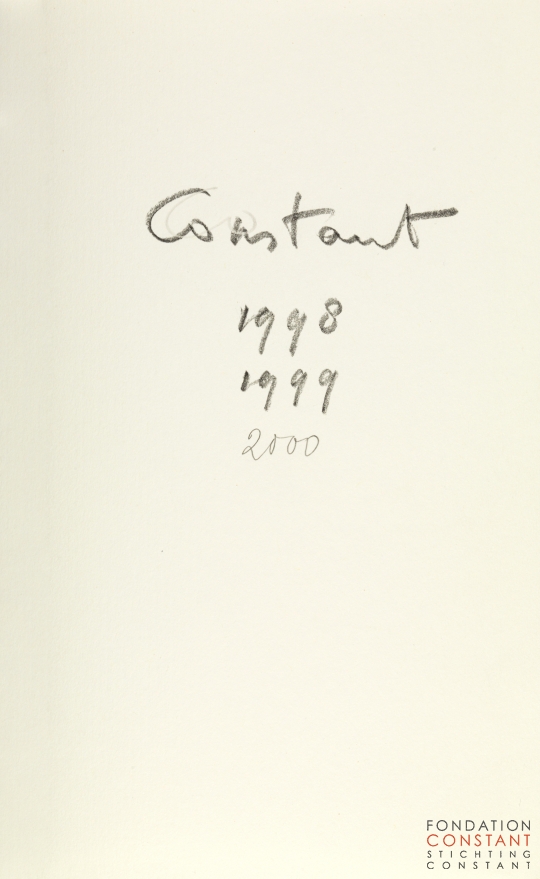 Constant
1998
1999
2000
FONDATION
CONSTANT
STICHTING
CONSTANT